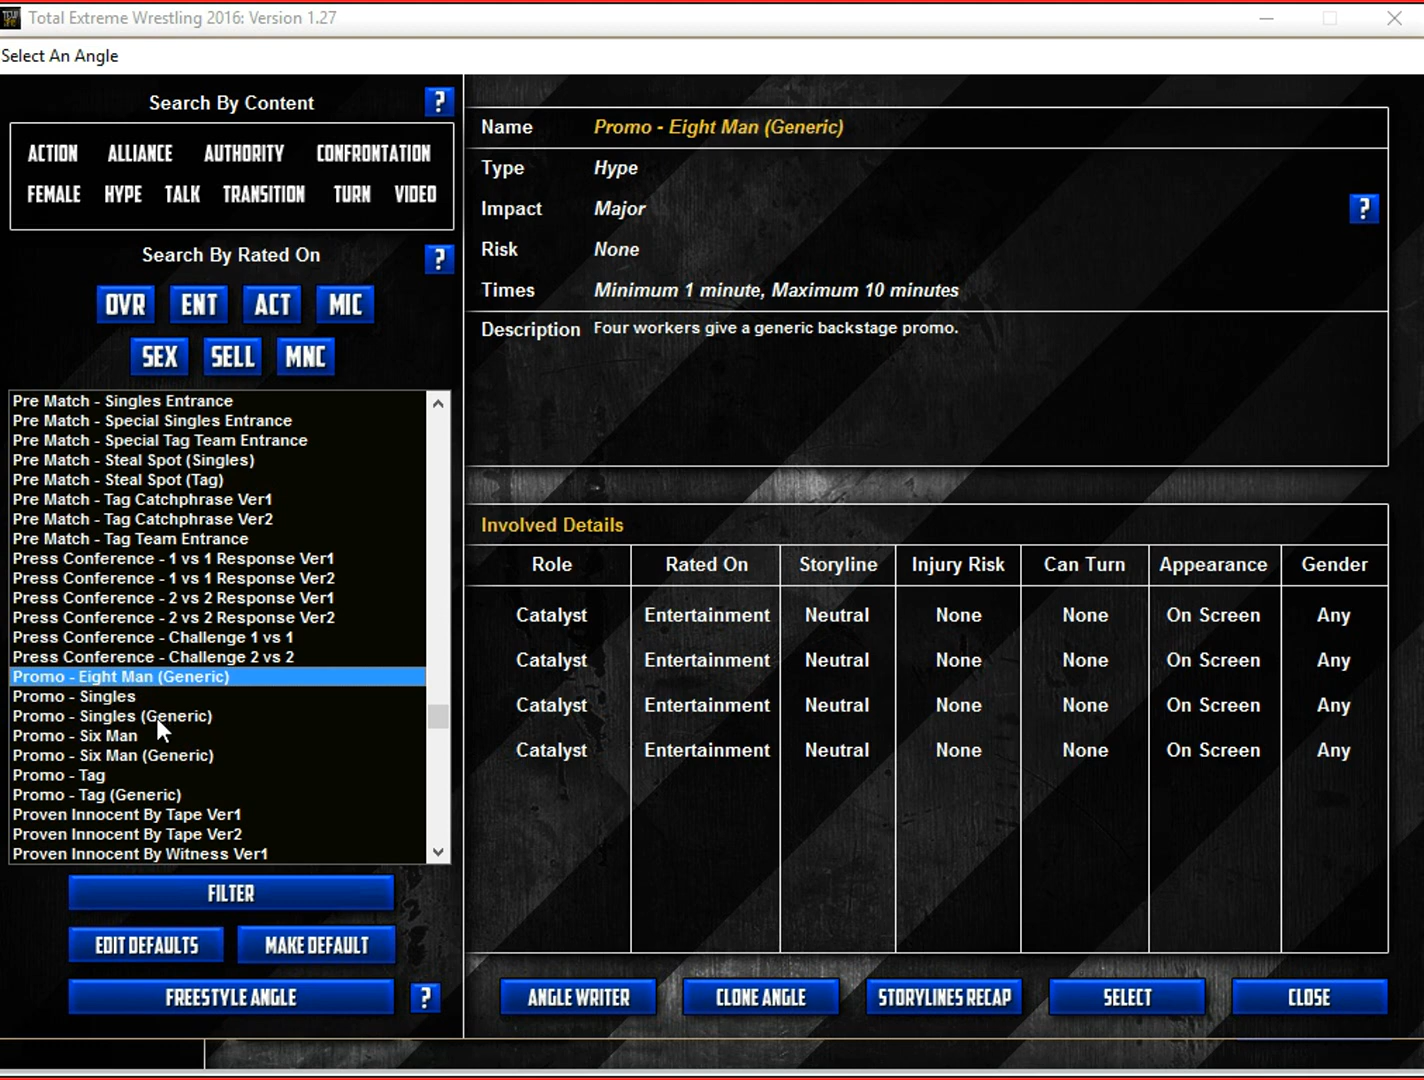 Total Extreme Wrestling 2016: Version 1.27
Select An Angle
Search By Content
?
ACTION ALLIANCE AUTHORITY CONFRONTATION
FEMALE HYPE TALK TRANSITION TURN VIDEO
Search By Rated On
?
OVR ENT ACT MIC
SEX SELL MNC
Pre Match - Singles Entrance
Pre Match - Special Singles Entrance
Pre Match - Special Tag Team Entrance
Pre Match - Steal Spot (Singles)
Pre Match - Steal Spot (Tag)
Pre Match - Tag Catchphrase Ver1
Pre Match - Tag Catchphrase Ver2
Pre Match - Tag Team Entrance
Press Conference - 1 vs 1 Response Ver1
Press Conference - 1 vs 1 Response Ver2
Press Conference - 2 vs 2 Response Ver1
Press Conference - 2 vs 2 Response Ver2
Press Conference - Challenge 1 vs 1
Press Conference - Challenge 2 vs 2
Promo - Eight Man (Generic)
Promo - Singles
Promo - Singles (Generic)
Promo - Six Man
Promo - Six Man (Generic)
Promo - Tag
Promo - Tag (Generic)
Proven Innocent By Tape Ver1
Proven Innocent By Tape Ver2
Proven Innocent By Witness Ver1
FILTER
EDIT DEFAULTS MAKE DEFAULT
FREESTYLE ANGLE ?
Name Promo - Eight Man (Generic)
Type Hype
Impact Major ?
Risk None
Times Minimum 1 minute, Maximum 10 minutes
Description Four workers give a generic backstage promo.
Involved Details
Role Rated On Storyline Injury Risk Can Turn Appearance Gender
Catalyst Entertainment Neutral None None On Screen Any
Catalyst Entertainment Neutral None None On Screen Any
Catalyst Entertainment Neutral None None On Screen Any
Catalyst Entertainment Neutral None None On Screen Any
ANGLE WRITER CLONE ANGLE STORYLINES RECAP SELECT CLOSE